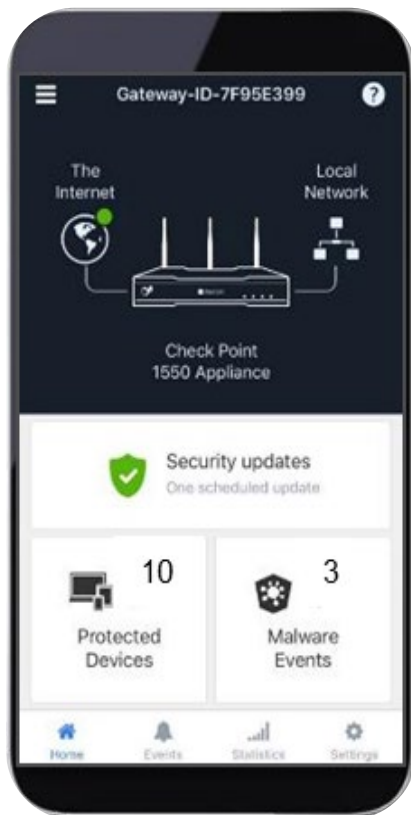 Gateway-ID-7F95E399
?
The
Internet
Local
Network
Check Point
1550 Appliance
Security updates
One scheduled update
10
Protected
Devices
3
Malware
Events
Home
Events
Statistics
Settings